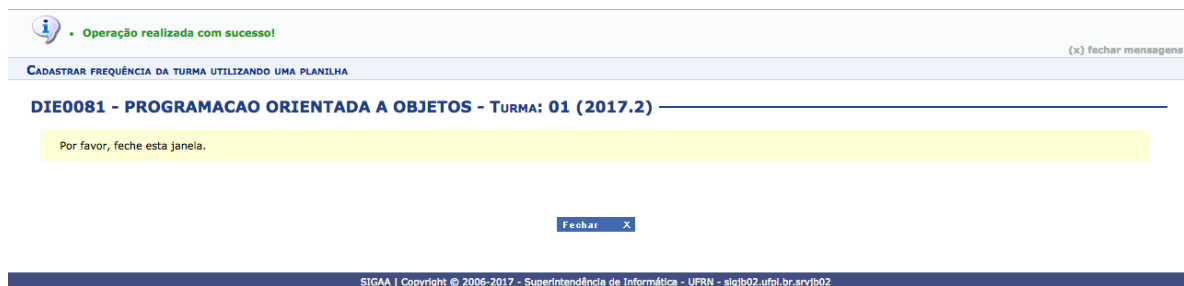 • Operação realizada com sucesso!
(x) fechar mensagens
Cadastrar frequência da turma utilizando uma planilha
DIE0081 - PROGRAMACAO ORIENTADA A OBJETOS - Turma: 01 (2017.2)
Por favor, feche esta janela.
Fechar X
SIGAA | Copyright © 2006-2017 - Superintendência de Informática - UFRN - sigjb02.ufpi.br.srvjb02